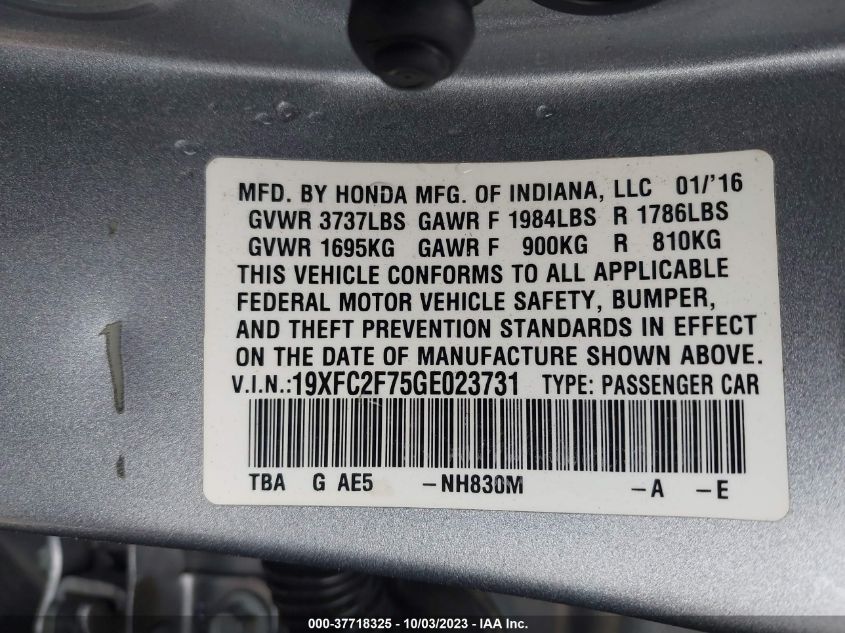 MFD. BY HONDA MFG. OF INDIANA, LLC 01/'16
GVWR 3737LBS GAWR F 1984LBS R 1786LBS
GVWR 1695KG GAWR F 900KG R 810KG
THIS VEHICLE CONFORMS TO ALL APPLICABLE
FEDERAL MOTOR VEHICLE SAFETY, BUMPER,
AND THEFT PREVENTION STANDARDS IN EFFECT
ON THE DATE OF MANUFACTURE SHOWN ABOVE.
V.I.N.:19XFC2F75GE023731 TYPE: PASSENGER CAR
TBA G AE5 -NH830M -A -E
000-37718325 - 10/03/2023 - IAA Inc.